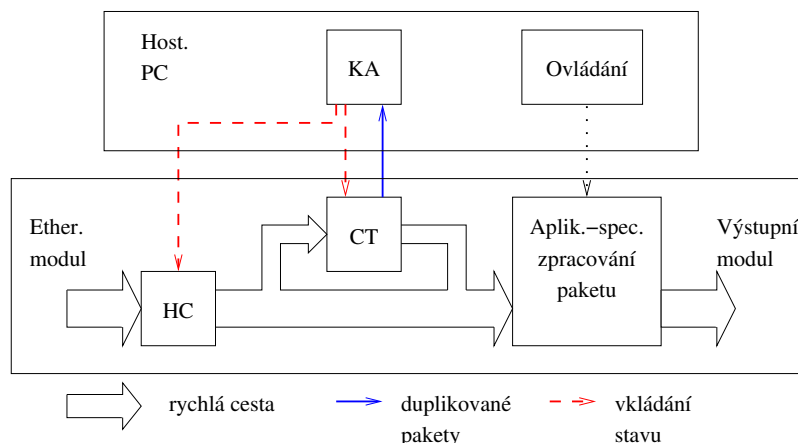 Host.
PC
KA
Ovládání
Ether.
modul
HC
CT
Aplik.−spec.
zpracování
paketu
Výstupní
modul
rychlá cesta
duplikované
pakety
vkládání
stavu